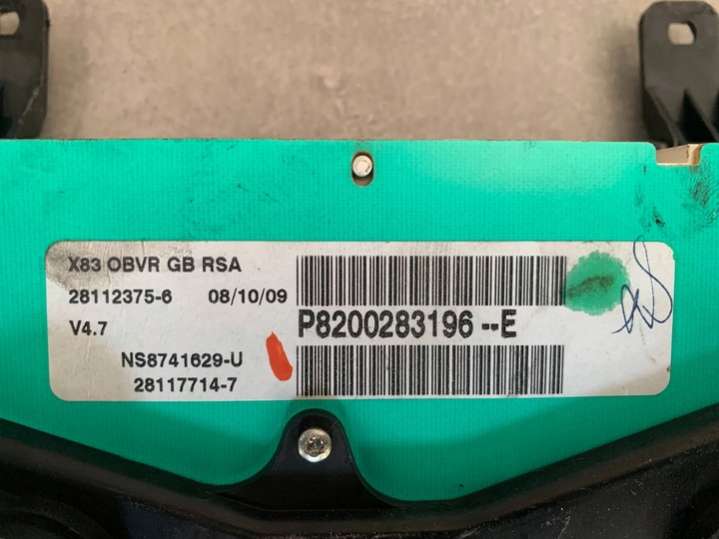 X83 OBVR GB RSA
28112375-6 08/10/09
V4.7
P8200283196--E
NS8741629-U
28117714-7